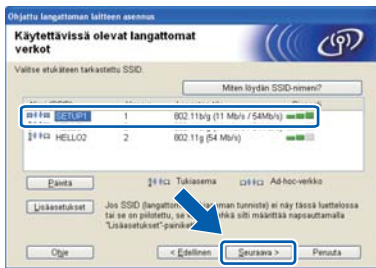 Ohjattu langattoman laitteen asennus
Käytettävissä olevat langattomat
verkot
Valitse etukäteen tarkastettu SSID.
Miten löydän SSID-nimeni?
SETUP1 1 802.11b/g (11 Mb/s / 54Mb/s)
HELLO2 2 802.11g (54 Mb/s)
Päivitä Tukiasema Ad-hoc-verkko
Lisäasetukset
Jos SSID (langattoman tunniste) ei näy tässä luettelossa
tai se on piilotettu, se määrittää napsauttamalla
"Lisäasetukset"-
Ohje < Edellinen Seuraava > Peruuta